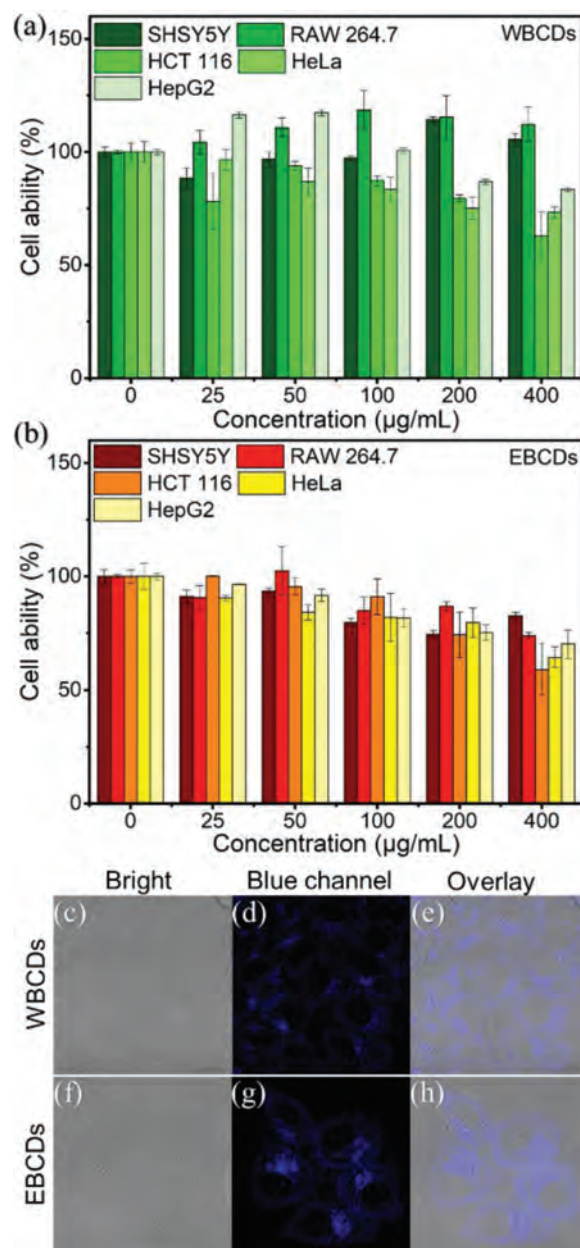 (a)
150
SHSY5Y RAW 264.7 WBCDs
HCT 116 HeLa
HepG2
100
50
0
Cell ability (%)
0 25 50 100 200 400
Concentration (µg/mL)
(b)
150
SHSY5Y RAW 264.7 EBCDs
HCT 116 HeLa
HepG2
100
50
0
Cell ability (%)
0 25 50 100 200 400
Concentration (µg/mL)
Bright Blue channel Overlay
WBCDs
(c) (d) (e)
EBCDs
(f) (g) (h)